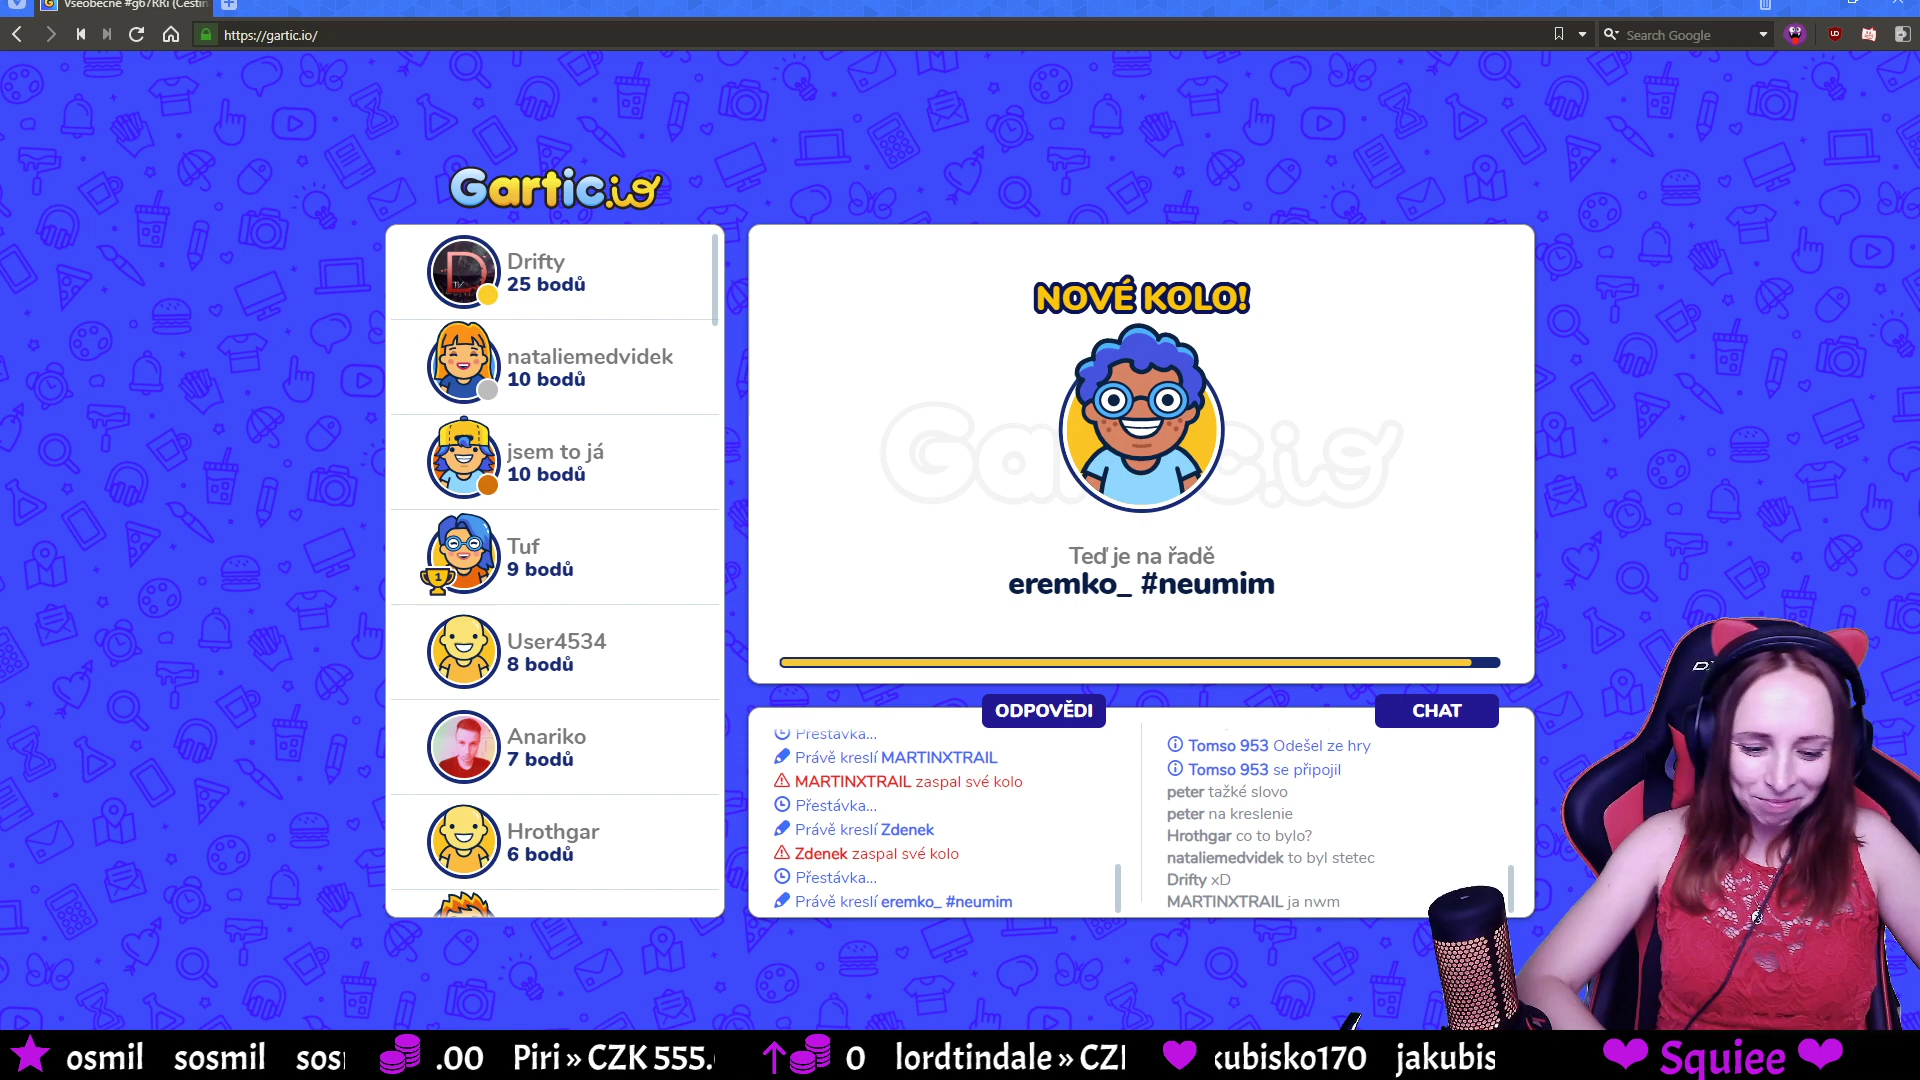 Všeobecné #g67RRi (Čeština
https://gartic.io/
Search Google
Gartic.io
Drifty
25 bodů
nataliemedvidek
10 bodů
jsem to já
10 bodů
Tuf
9 bodů
User4534
8 bodů
Anariko
7 bodů
Hrothgar
6 bodů
NOVÉ KOLO!
Teď je na řadě
eremko_ #neumim
ODPOVĚDI
Přestávka...
Právě kreslí MARTINXTRAIL
MARTINXTRAIL zaspal své kolo
Přestávka...
Právě kreslí Zdenek
Zdenek zaspal své kolo
Přestávka...
Právě kreslí eremko_ #neumim
CHAT
Tomso 953 Odešel ze hry
Tomso 953 se připojil
peter tažké slovo
peter na kreslenie
Hrothgar co to bylo?
nataliemedvidek to byl stetec
Drifty xD
MARTINXTRAIL ja nwm
osmil sosmil sos
.00 Piri » CZK 555.
0 lordtindale » CZ
kubisko170 jakubis
Squiee